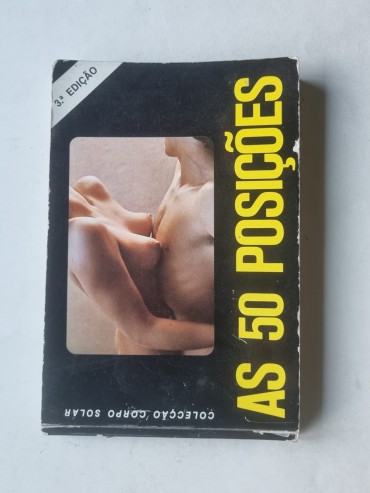 3.ª EDIÇÃO
AS 50 POSIÇÕES
COLECÇÃO CORPO SOLAR